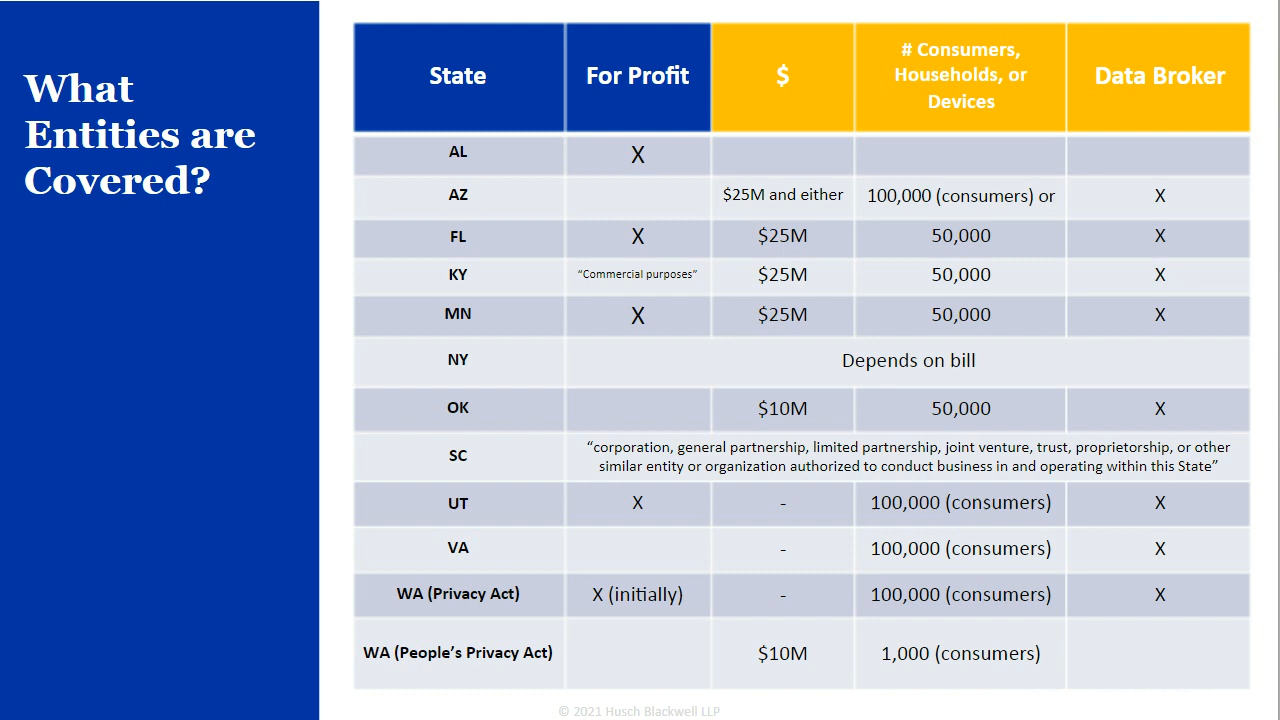 What
Entities are
Covered?
State For Profit $ # Consumers, Households, or Devices Data Broker
AL X
AZ $25M and either 100,000 (consumers) or X
FL X $25M 50,000 X
KY “Commercial purposes” $25M 50,000 X
MN X $25M 50,000 X
NY Depends on bill
OK $10M 50,000 X
SC “corporation, general partnership, limited partnership, joint venture, trust, proprietorship, or other
similar entity or organization authorized to conduct business in and operating within this State”
UT X - 100,000 (consumers) X
VA - 100,000 (consumers) X
WA (Privacy Act) X (initially) - 100,000 (consumers) X
WA (People’s Privacy Act) $10M 1,000 (consumers)
© 2021 Husch Blackwell LLP